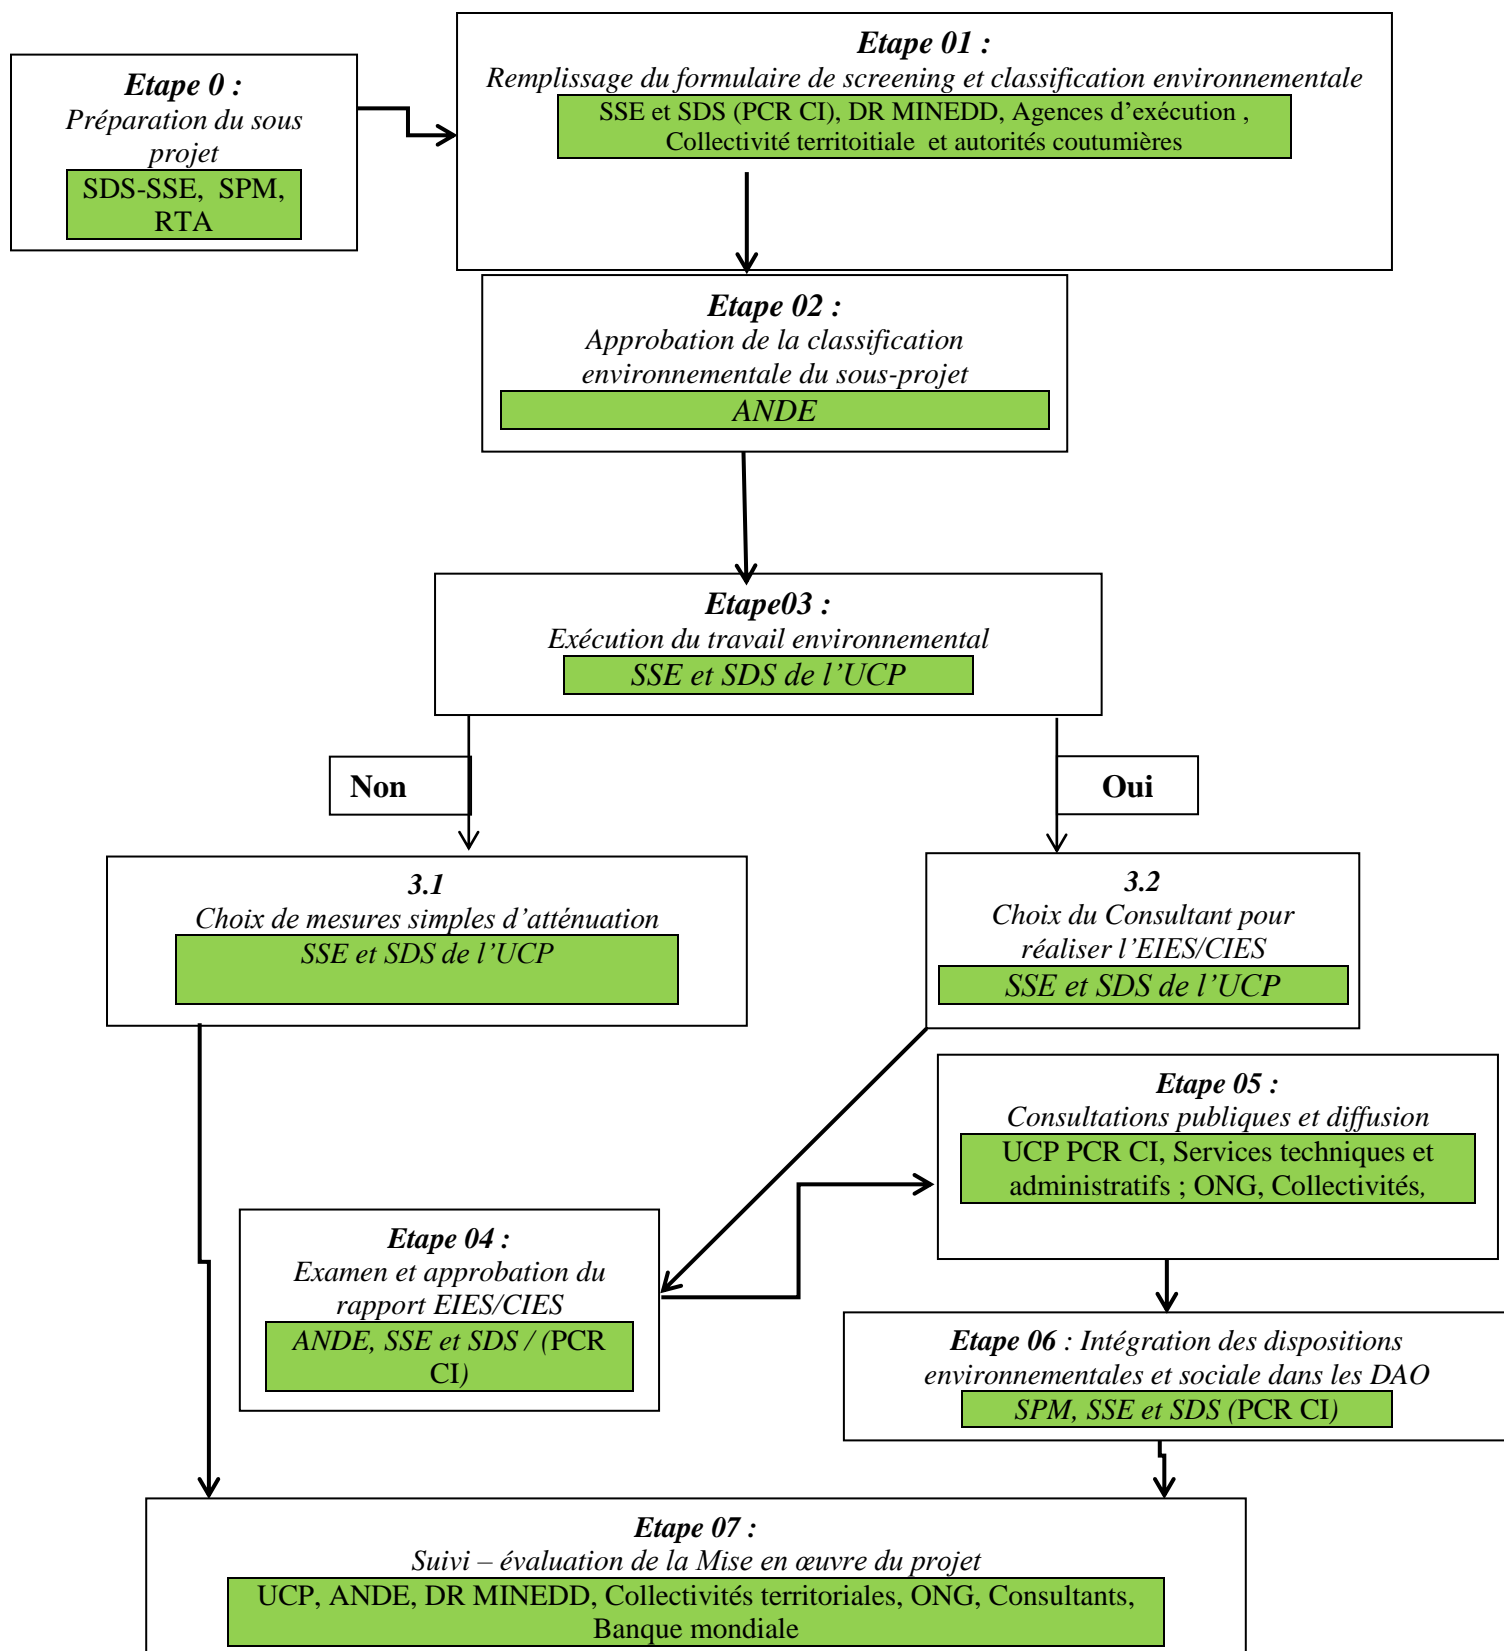 Etape 0 :
Préparation du sous
projet
SDS-SSE, SPM,
RTA
Etape 01 :
Remplissage du formulaire de screening et classification environnementale
SSE et SDS (PCR CI), DR MINEDD, Agences d’exécution ,
Collectivité territoitiale et autorités coutumières
Etape 02 :
Approbation de la classification
environnementale du sous-projet
ANDE
Etape03 :
Exécution du travail environnemental
SSE et SDS de l’UCP
Non
Oui
3.1
Choix de mesures simples d’atténuation
SSE et SDS de l’UCP
3.2
Choix du Consultant pour
réaliser l’EIES/CIES
SSE et SDS de l’UCP
Etape 04 :
Examen et approbation du
rapport EIES/CIES
ANDE, SSE et SDS / (PCR
CI)
Etape 05 :
Consultations publiques et diffusion
UCP PCR CI, Services techniques et
administratifs ; ONG, Collectivités,
Etape 06 : Intégration des dispositions
environnementales et sociale dans les DAO
SPM, SSE et SDS (PCR CI)
Etape 07 :
Suivi – évaluation de la Mise en œuvre du projet
UCP, ANDE, DR MINEDD, Collectivités territoriales, ONG, Consultants,
Banque mondiale